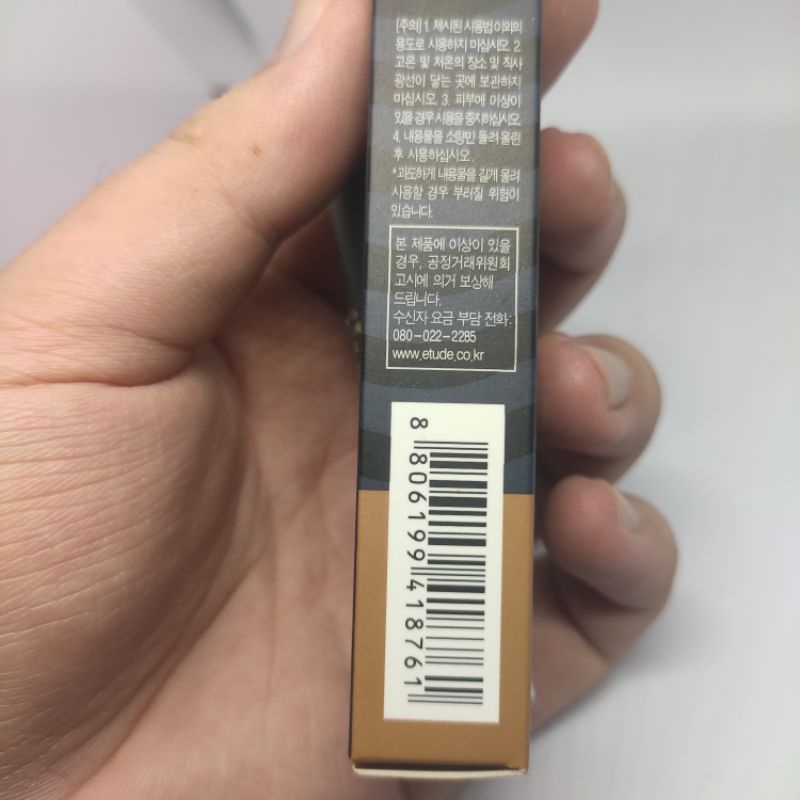 [주의] 1. 제시된 사용법 이외의
용도로 사용하지 마십시오. 2.
고온 및 저온의 장소 및 직사
광선이 닿는 곳에 보관하지
마십시오. 3. 피부에 이상이
있을 경우 사용을 중지하십시오.
4. 내용물을 소량만 돌려 올린
후 사용하십시오.
*과도하게 내용물을 길게 올려
사용할 경우 부러질 위험이
있습니다.
본 제품에 이상이 있을
경우, 공정거래위원회
고시에 의거 보상해
드립니다.
수신자 요금 부담 전화:
080-022-2285
www.etude.co.kr
8 806199 418761